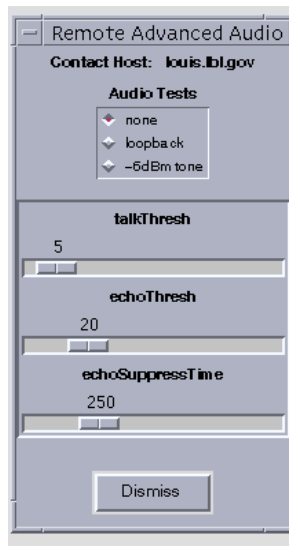 Remote Advanced Audio
Contact Host: louis.lbl.gov
Audio Tests
none
loopback
-6dBm tone
talkThresh
5
echoThresh
20
echoSuppressTime
250
Dismiss